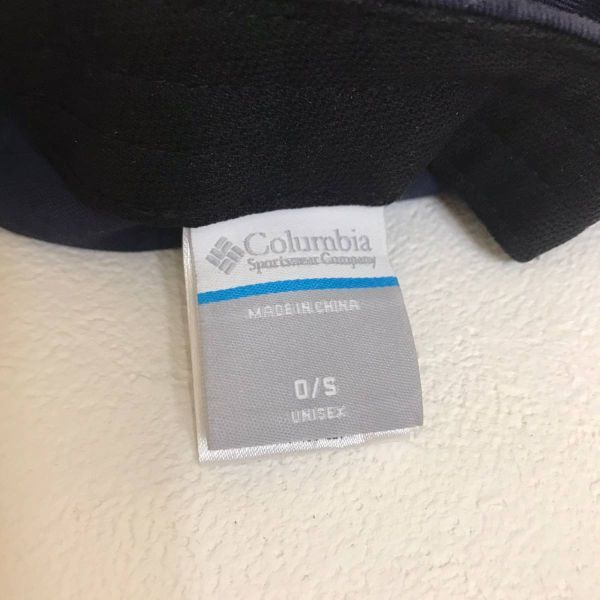 Columbia
Sportswear Company
MADE IN CHINA
O/S
UNISEX